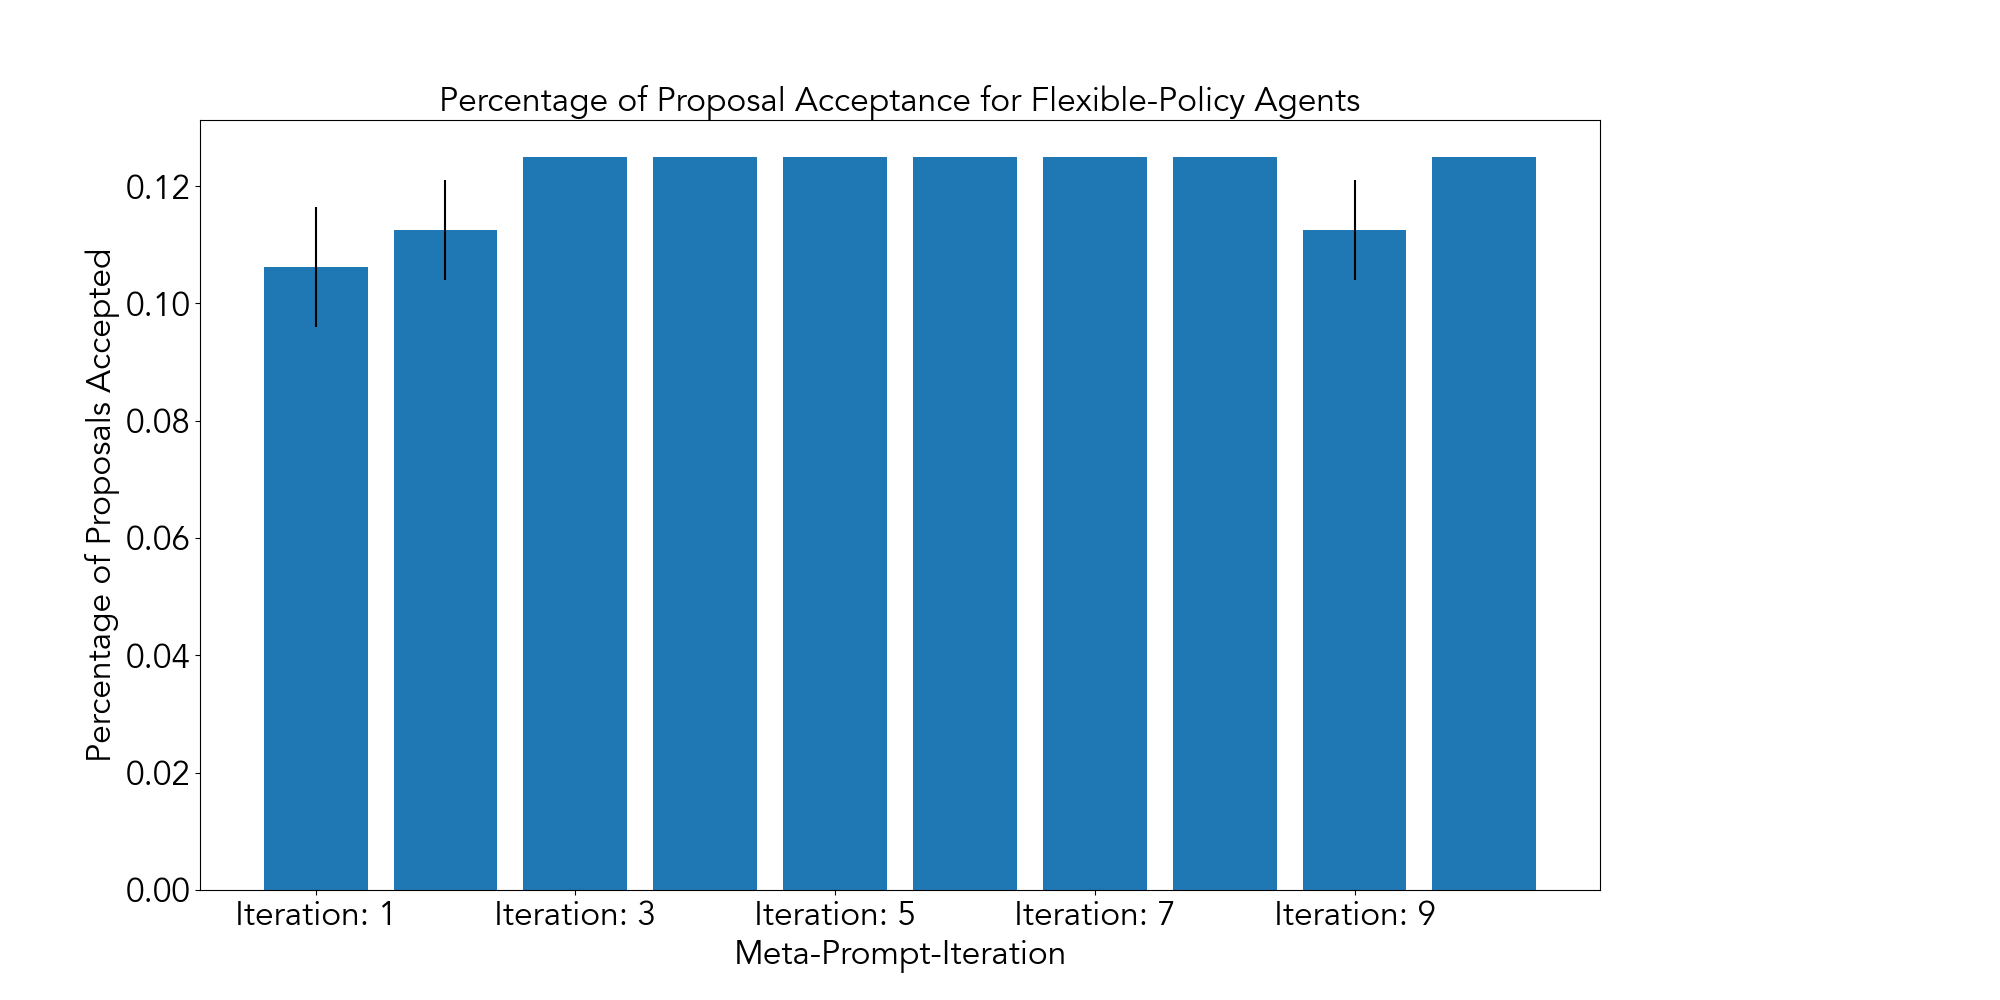 Percentage of Proposal Acceptance for Flexible-Policy Agents
Percentage of Proposals Accepted
0.12
0.10
0.08
0.06
0.04
0.02
0.00
Iteration: 1 Iteration: 3 Iteration: 5 Iteration: 7 Iteration: 9
Meta-Prompt-Iteration